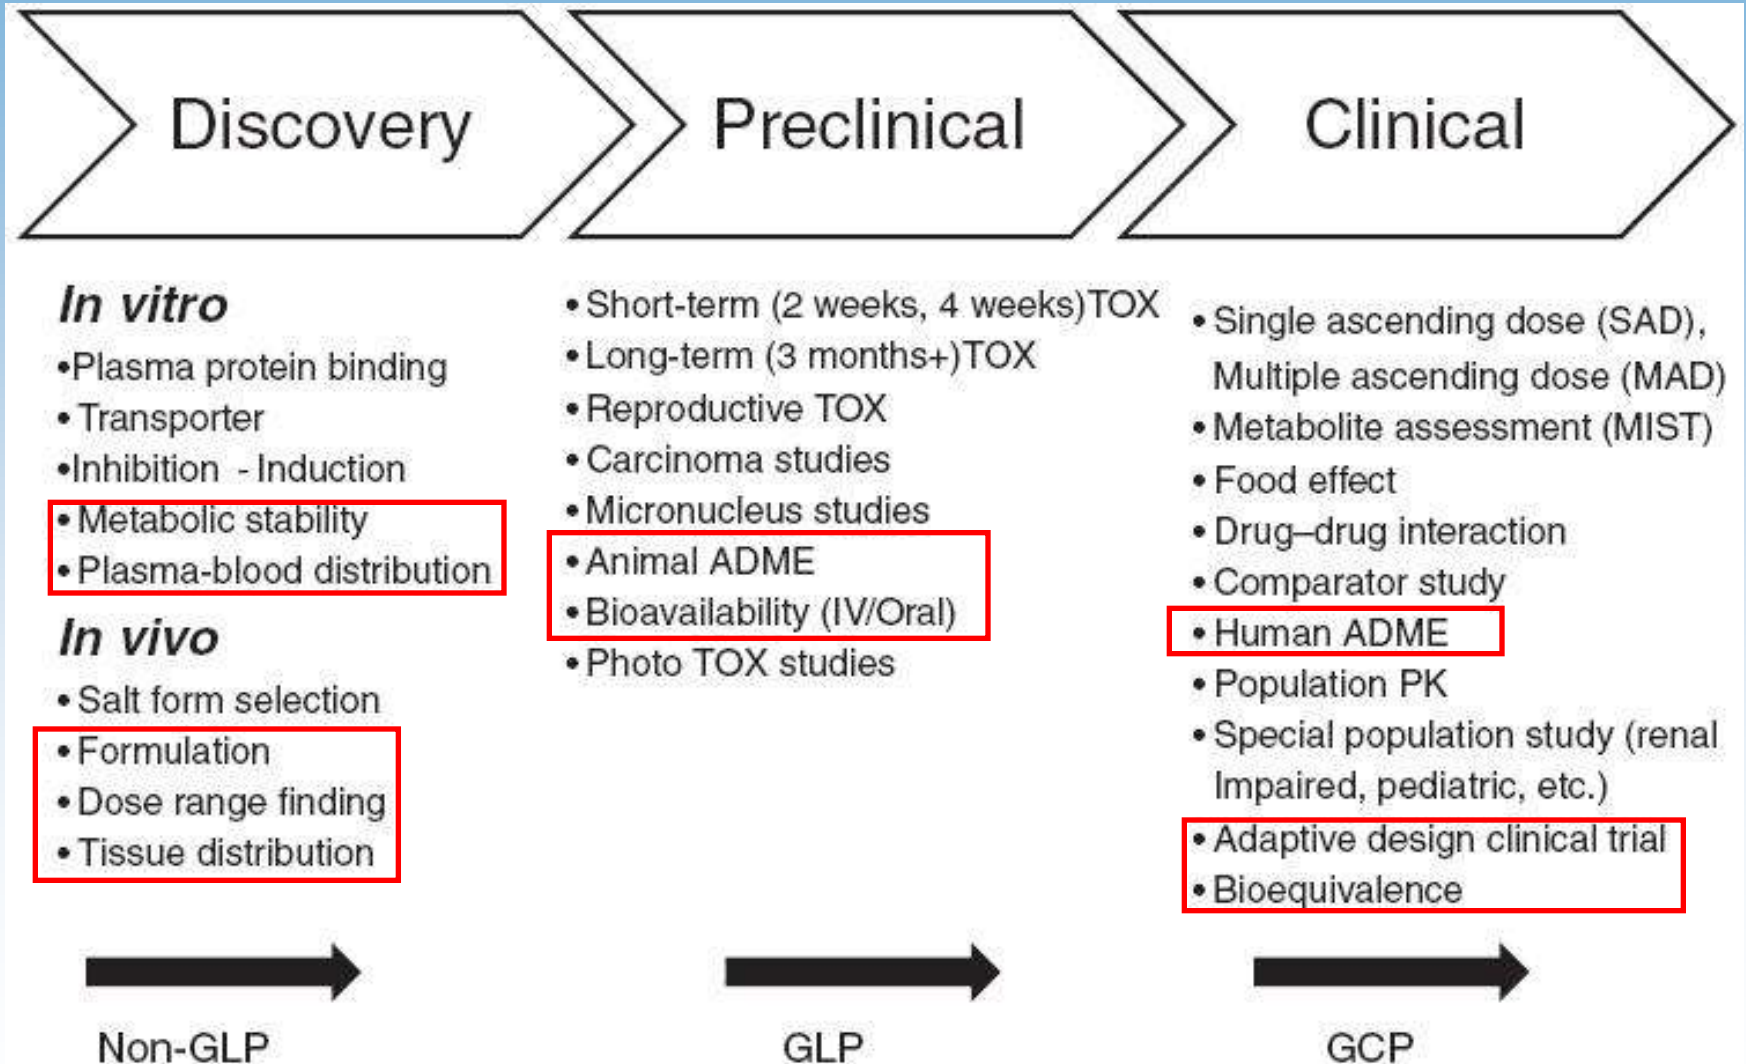 Discovery
Preclinical
Clinical
In vitro
•Plasma protein binding
• Transporter
•Inhibition - Induction
• Metabolic stability
• Plasma-blood distribution
In vivo
• Salt form selection
• Formulation
• Dose range finding
• Tissue distribution
Non-GLP
• Short-term (2 weeks, 4 weeks)TOX
• Long-term (3 months+)TOX
• Reproductive TOX
• Carcinoma studies
• Micronucleus studies
• Animal ADME
• Bioavailability (IV/Oral)
• Photo TOX studies
GLP
• Single ascending dose (SAD),
Multiple ascending dose (MAD)
• Metabolite assessment (MIST)
• Food effect
• Drug–drug interaction
• Comparator study
• Human ADME
• Population PK
• Special population study (renal
Impaired, pediatric, etc.)
• Adaptive design clinical trial
• Bioequivalence
GCP